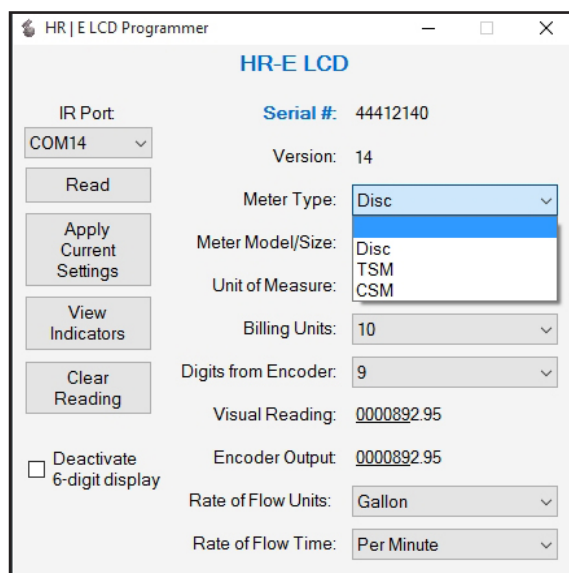 HR | E LCD Programmer
HR-E LCD
IR Port
COM14
Read
Apply
Current
Settings
View
Indicators
Clear
Reading
Deactivate
6-digit display
Serial #: 44412140
Version: 14
Meter Type: Disc
Disc
TSM
CSM
Meter Model/Size:
Unit of Measure:
Billing Units: 10
Digits from Encoder: 9
Visual Reading: 0000892.95
Encoder Output: 0000892.95
Rate of Flow Units: Gallon
Rate of Flow Time: Per Minute